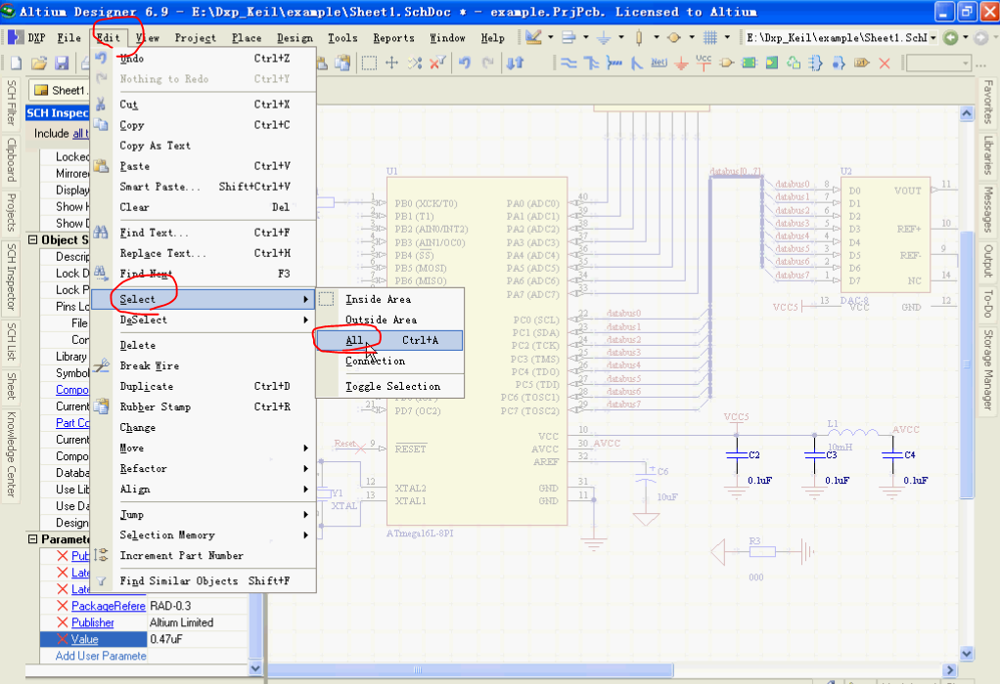 Altium Designer 6.9 - E:\Dxp_Keil\example\Sheet1.SchDoc * - example.PrjPcb. Licensed to Altium
DXP File Edit View Project Place Design Tools Reports Window Help E:\Dxp_Keil\example\Sheet1.SchD
Net VCC
Sheet1.
SCH Filter
Clipboard
Projects
SCH Inspector
SCH List
Sheet
Knowledge Center
SCH Inspec
Include all t
Locked
Mirrore
Display
Show H
Show D
Object S
Descrip
Lock D
Lock P
Pins Lo
File
Config
Library
Symbol
Compo
Current
Part Co
Current
Compo
Databa
Use Lib
Use Da
Design
Paramete
Pub
Late
Late
PackageRefere RAD-0.3
Publisher Altium Limited
Value 0.47uF
Add User Paramete
Undo Ctrl+Z
Nothing to Redo Ctrl+Y
Cut Ctrl+X
Copy Ctrl+C
Copy As Text
Paste Ctrl+V
Smart Paste... Shift+Ctrl+V
Clear Del
Find Text... Ctrl+F
Replace Text... Ctrl+H
Find Next F3
Select
DeSelect
Delete
Break Wire
Duplicate Ctrl+D
Rubber Stamp Ctrl+R
Change
Move
Refactor
Align
Jump
Selection Memory
Increment Part Number
Find Similar Objects Shift+F
Inside Area
Outside Area
All Ctrl+A
Connection
Toggle Selection
U1
1 PB0 (XCK/T0) PA0 (ADC0) 40
2 PB1 (T1) PA1 (ADC1) 39
3 PB2 (AIN0/INT2) PA2 (ADC2) 38
4 PB3 (AIN1/OC0) PA3 (ADC3) 37
5 PB4 (SS) PA4 (ADC4) 36
6 PB5 (MOSI) PA5 (ADC5) 35
7 PB6 (MISO) PA6 (ADC6) 34
PA7 (ADC7) 33
PC0 (SCL) 22 databus0
PC1 (SDA) 23 databus1
PC2 (TCK) 24 databus2
PC3 (TMS) 25 databus3
PC4 (TDO) 26 databus4
PC5 (TDI) 27 databus5
PC6 (TOSC1) 28 databus6
21 PD7 (OC2) PC7 (TOSC2) 29 databus7
VCC 10
Reset 9 RESET AVCC 30 AVCC
AREF 32
12 XTAL2 GND 31
13 XTAL1 GND 11
Y1
XTAL
ATmega16L-8PI
C6
10uF
databus[0..7]
U2
databus0 8 D0 VOUT 11
databus1 7 D1
databus2 6 D2
databus3 5 D3 REF+ 10
databus4 4 D4
databus5 3 D5 REF- 9
databus6 2 D6
databus7 1 D7 NC 14
DAC-8
VCC5 13 VCC GND 12
VCC5
L1
10mH
AVCC
C2
0.1uF
C3
0.1uF
C4
0.1uF
R3
000
Favorites
Libraries
Messages
Output
To-Do
Storage Manager